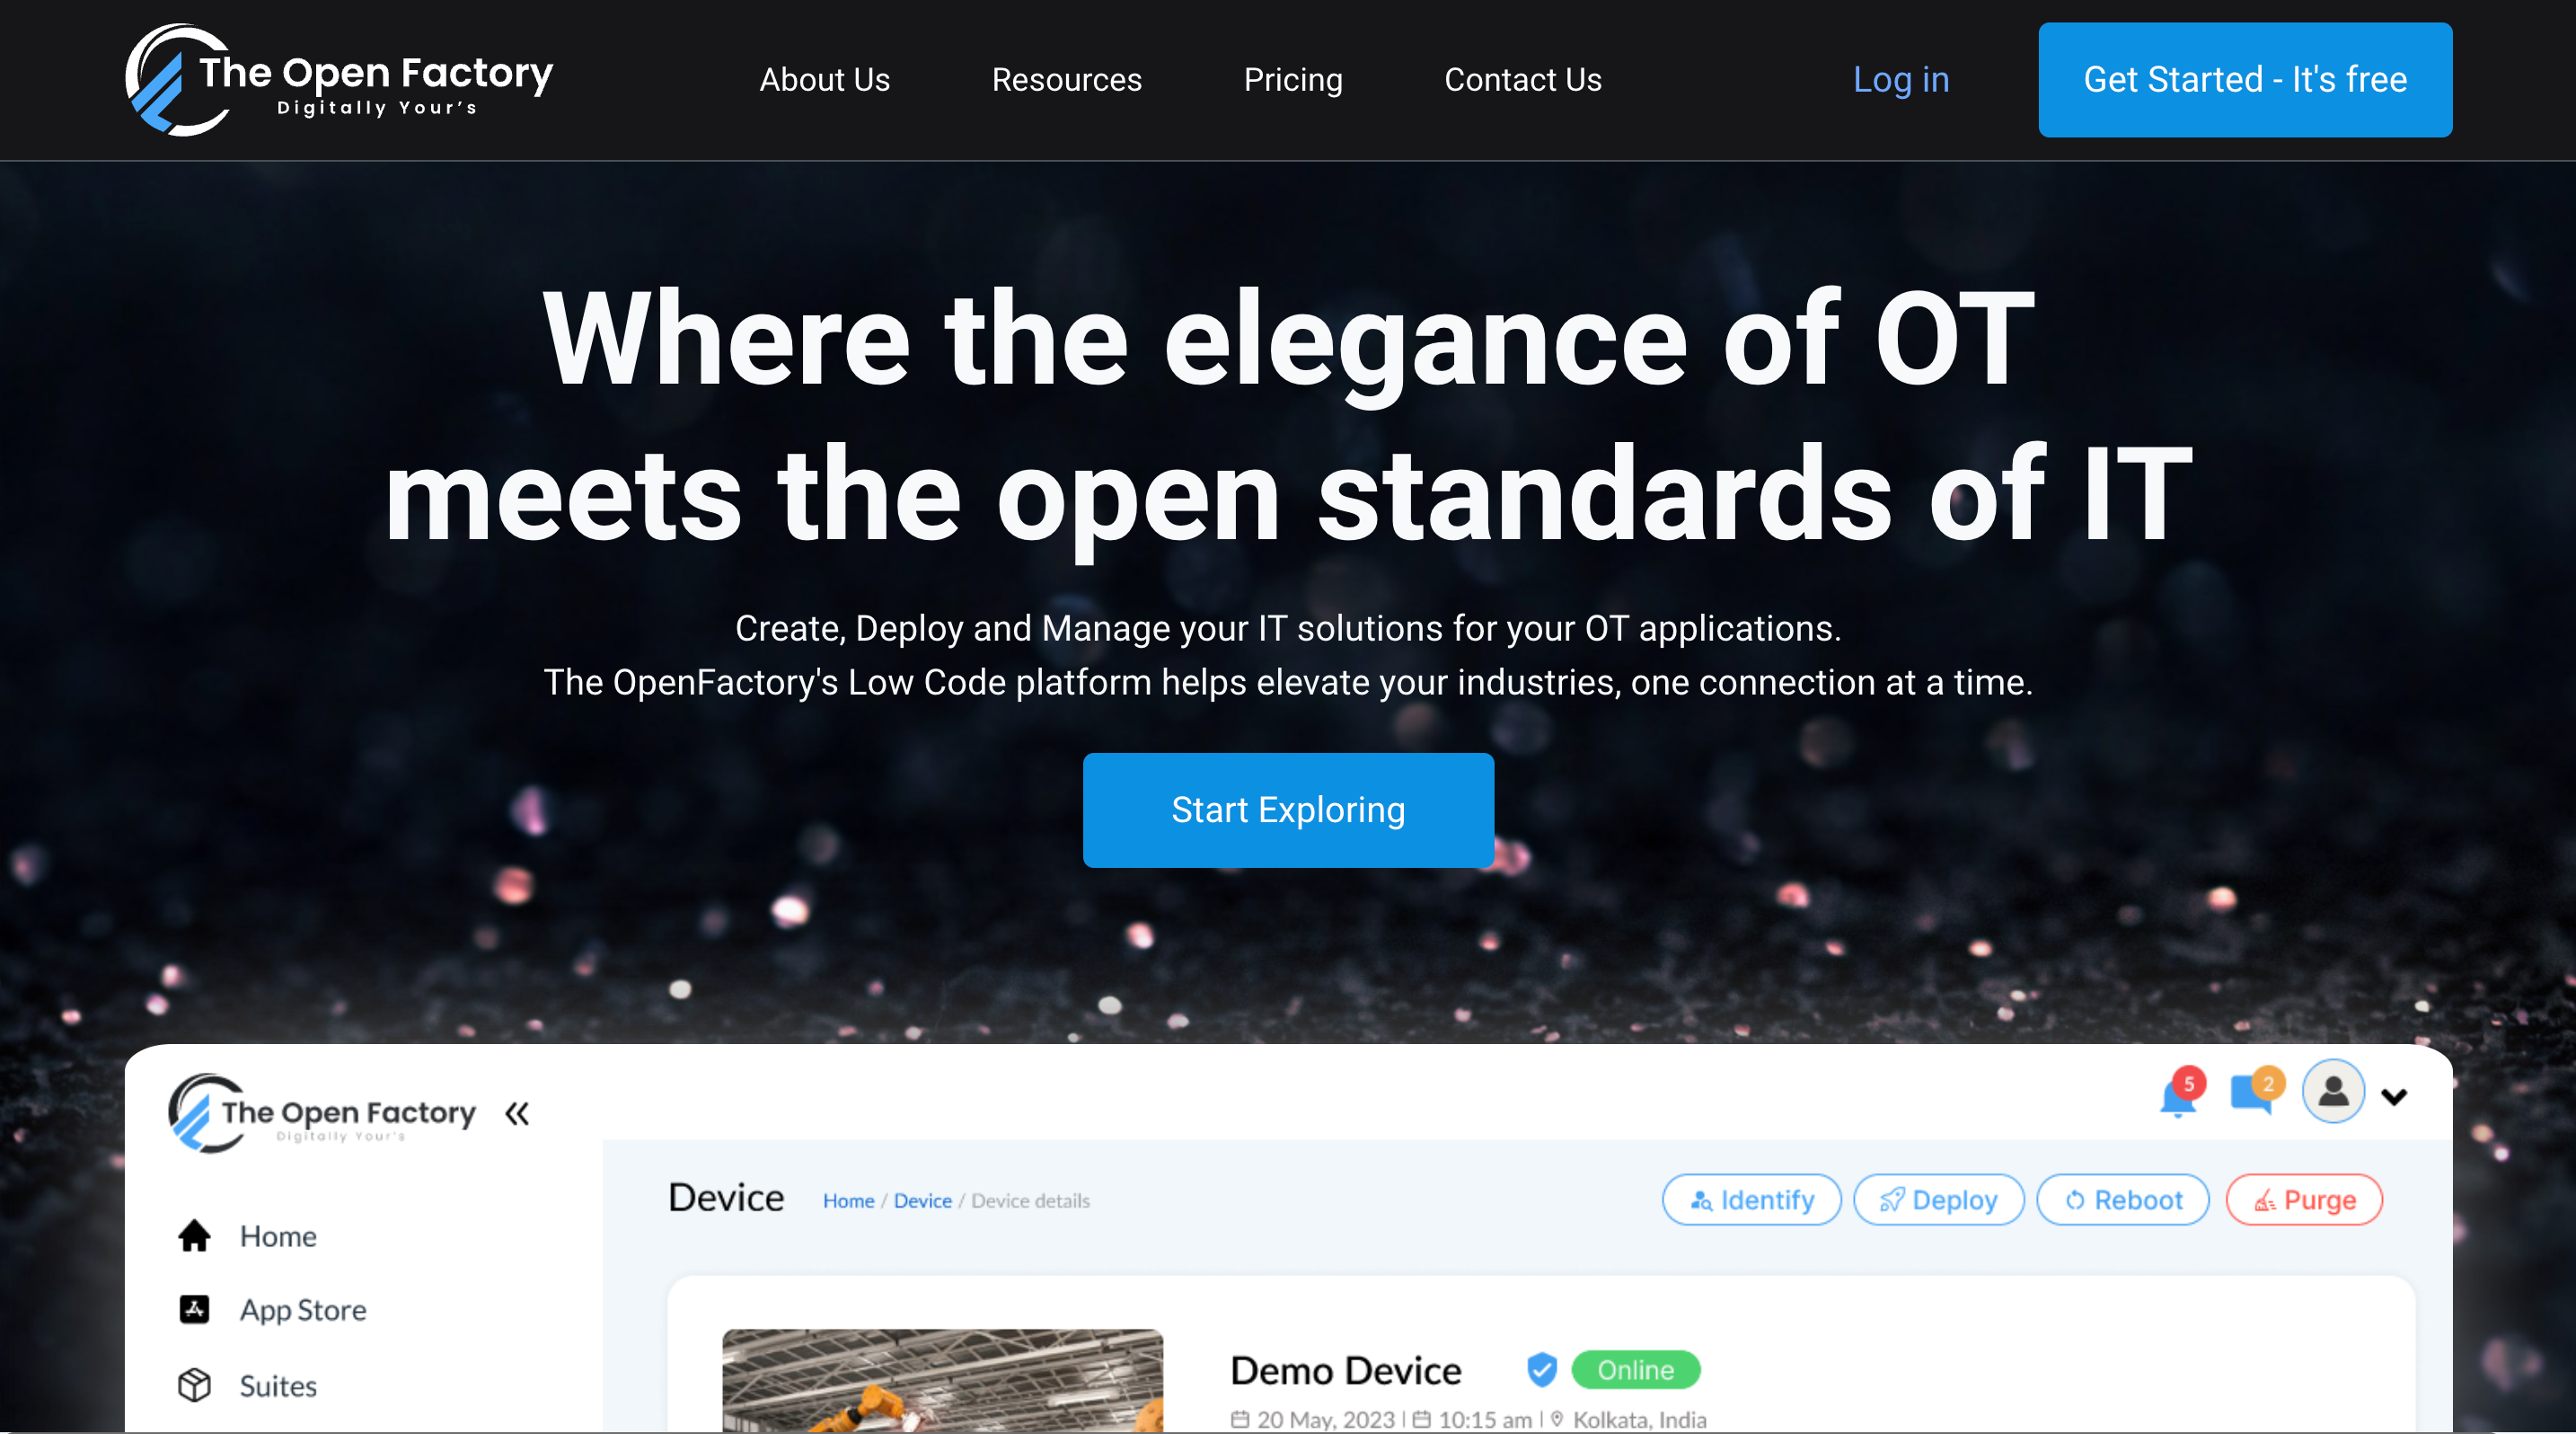 The Open Factory
Digitally Your's
About Us
Resources
Pricing
Contact Us
Log in
Get Started - It's free
Where the elegance of OT
meets the open standards of IT
Create, Deploy and Manage your IT solutions for your OT applications.
The OpenFactory's Low Code platform helps elevate your industries, one connection at a time.
Start Exploring
The Open Factory
Digitally Your's
5
2
Device
Home / Device / Device details
Identify
Deploy
Reboot
Purge
Home
App Store
Suites
Demo Device
Online
20 May, 2023 | 10:15 am | Kolkata, India